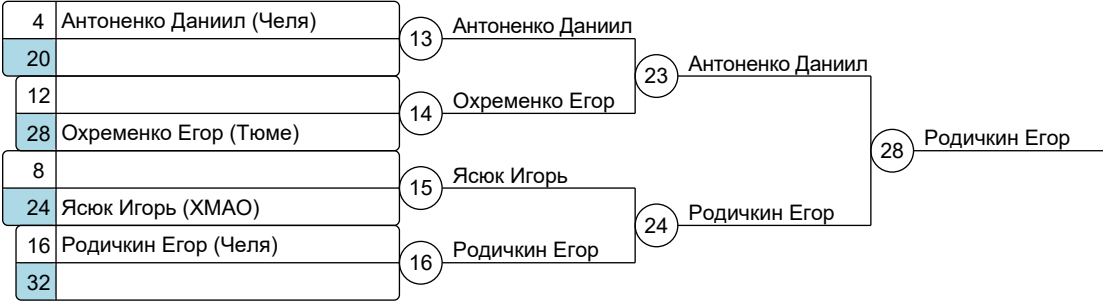 4 Антоненко Даниил (Челя)
20
12
28 Охременко Егор (Тюме)
8
24 Ясюк Игорь (ХМАО)
16 Родичкин Егор (Челя)
32
13 Антоненко Даниил
14 Охременко Егор
15 Ясюк Игорь
16 Родичкин Егор
23 Антоненко Даниил
24 Родичкин Егор
28 Родичкин Егор